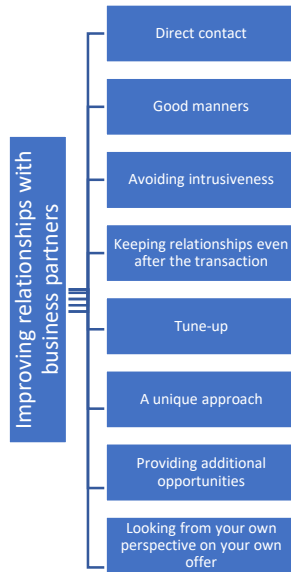 Improving relationships with
business partners
Direct contact
Good manners
Avoiding intrusiveness
Keeping relationships even
after the transaction
Tune-up
A unique approach
Providing additional
opportunities
Looking from your own
perspective on your own
offer